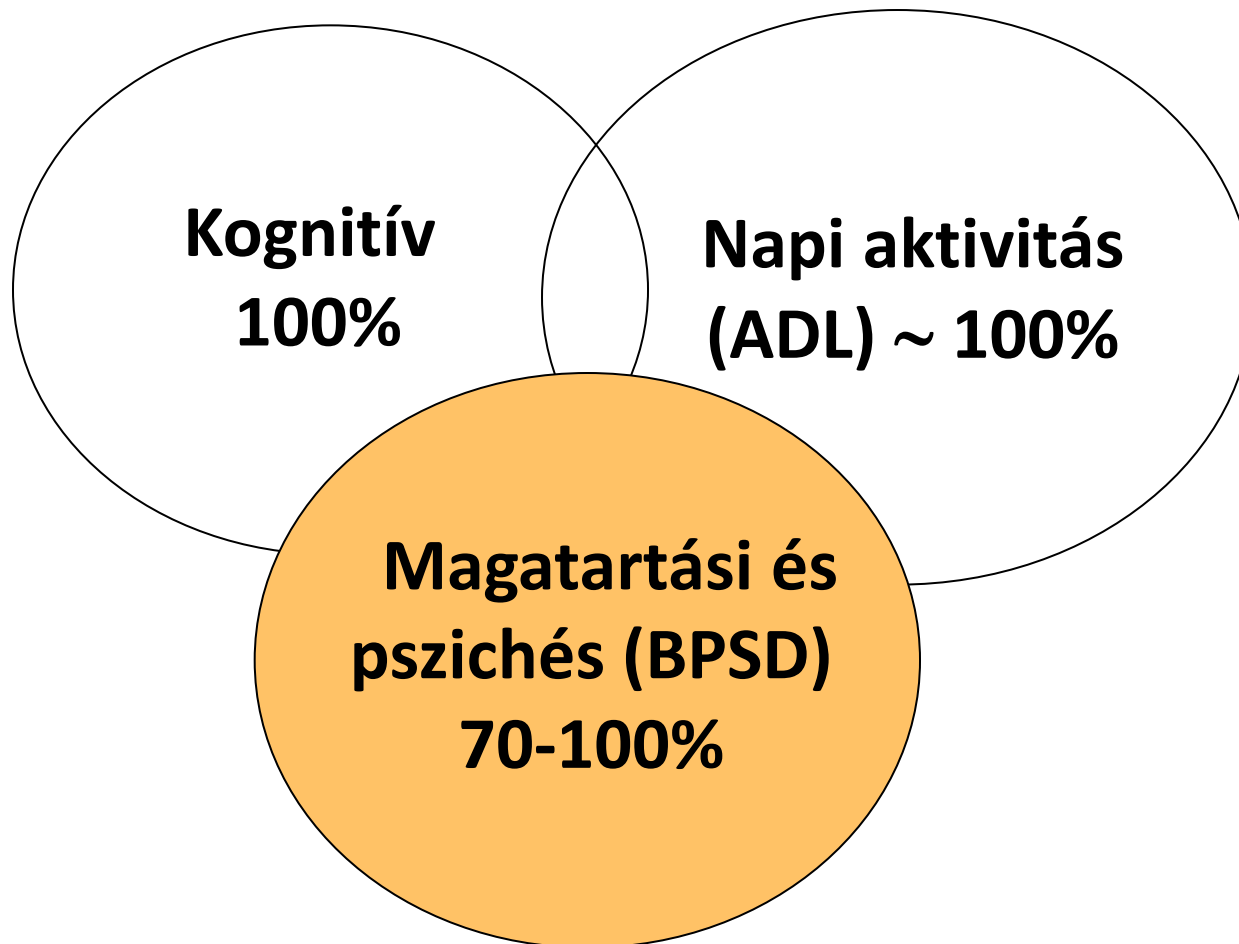 Kognitív
100%
Napi aktivitás
(ADL) ~ 100%
Magatartási és
pszichés (BPSD)
70-100%